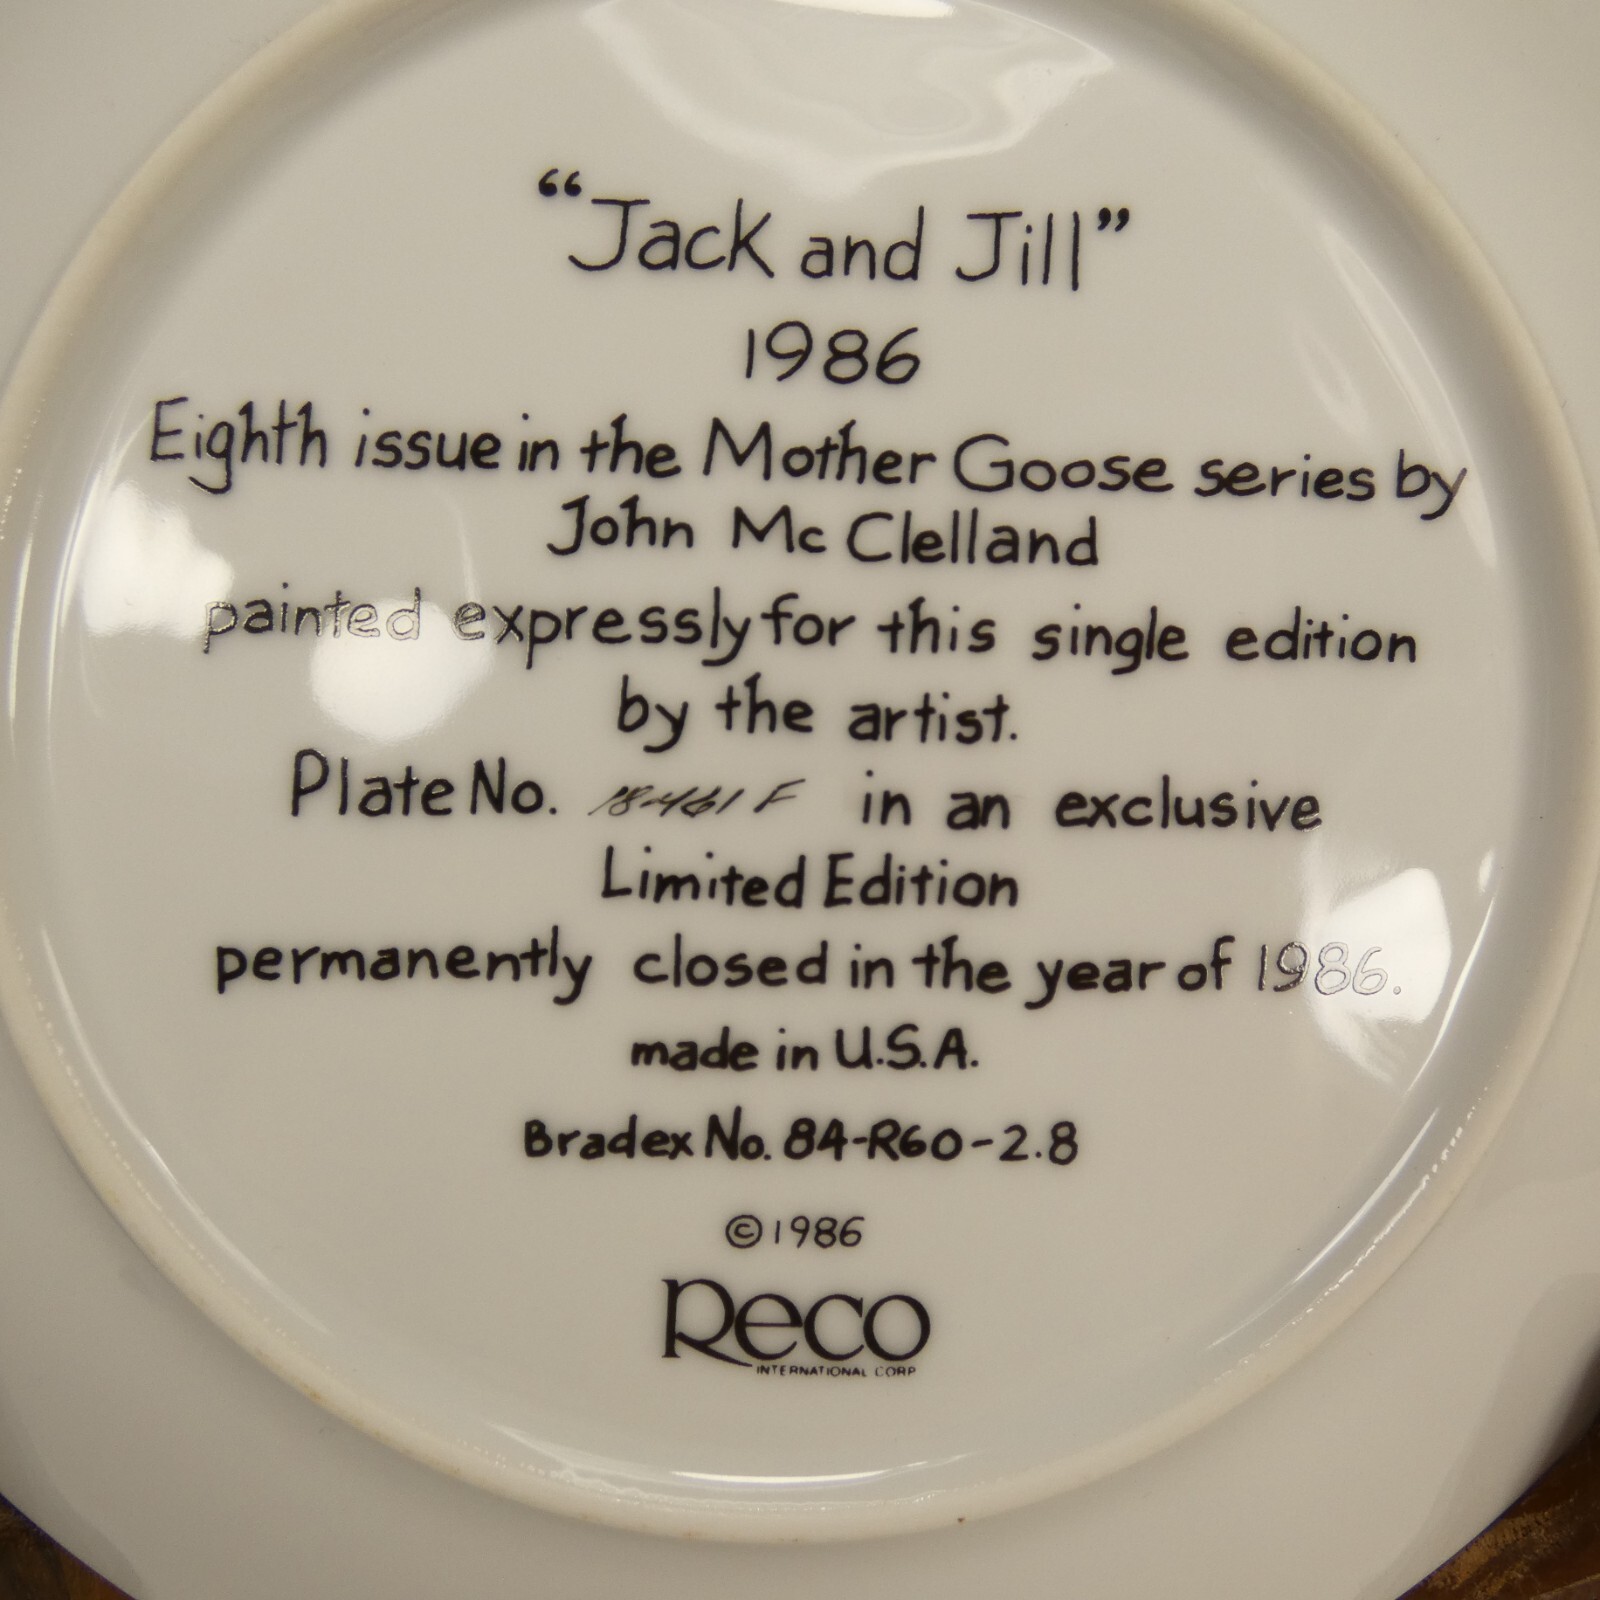 “Jack and Jill”
1986
Eighth issue in the Mother Goose series by
John McClelland
painted expressly for this single edition
by the artist.
Plate No. 18461 F in an exclusive
Limited Edition
permanently closed in the year of 1986.
made in U.S.A.
Bradex No. 84-R60-2.8
©1986
Reco
INTERNATIONAL CORP